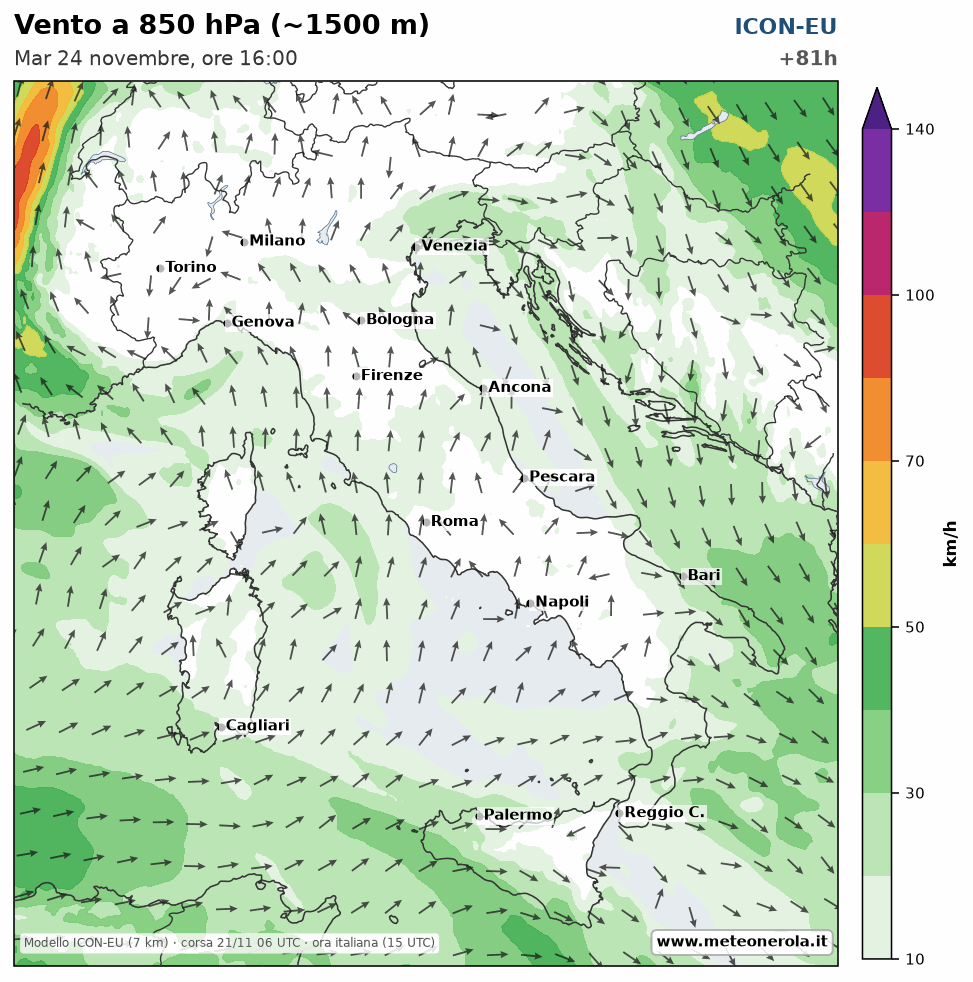 Vento a 850 hPa (~1500 m)
ICON-EU
Mar 24 novembre, ore 16:00
+81h
140
Milano
Venezia
Torino
100
Genova
Bologna
Firenze
Ancona
70
Pescara
Roma
km/h
Bari
Napoli
50
Cagliari
30
Palermo
Reggio C.
Modello ICON-EU (7 km) · corsa 21/11 06 UTC · ora italiana (15 UTC)
www.meteonerola.it
10